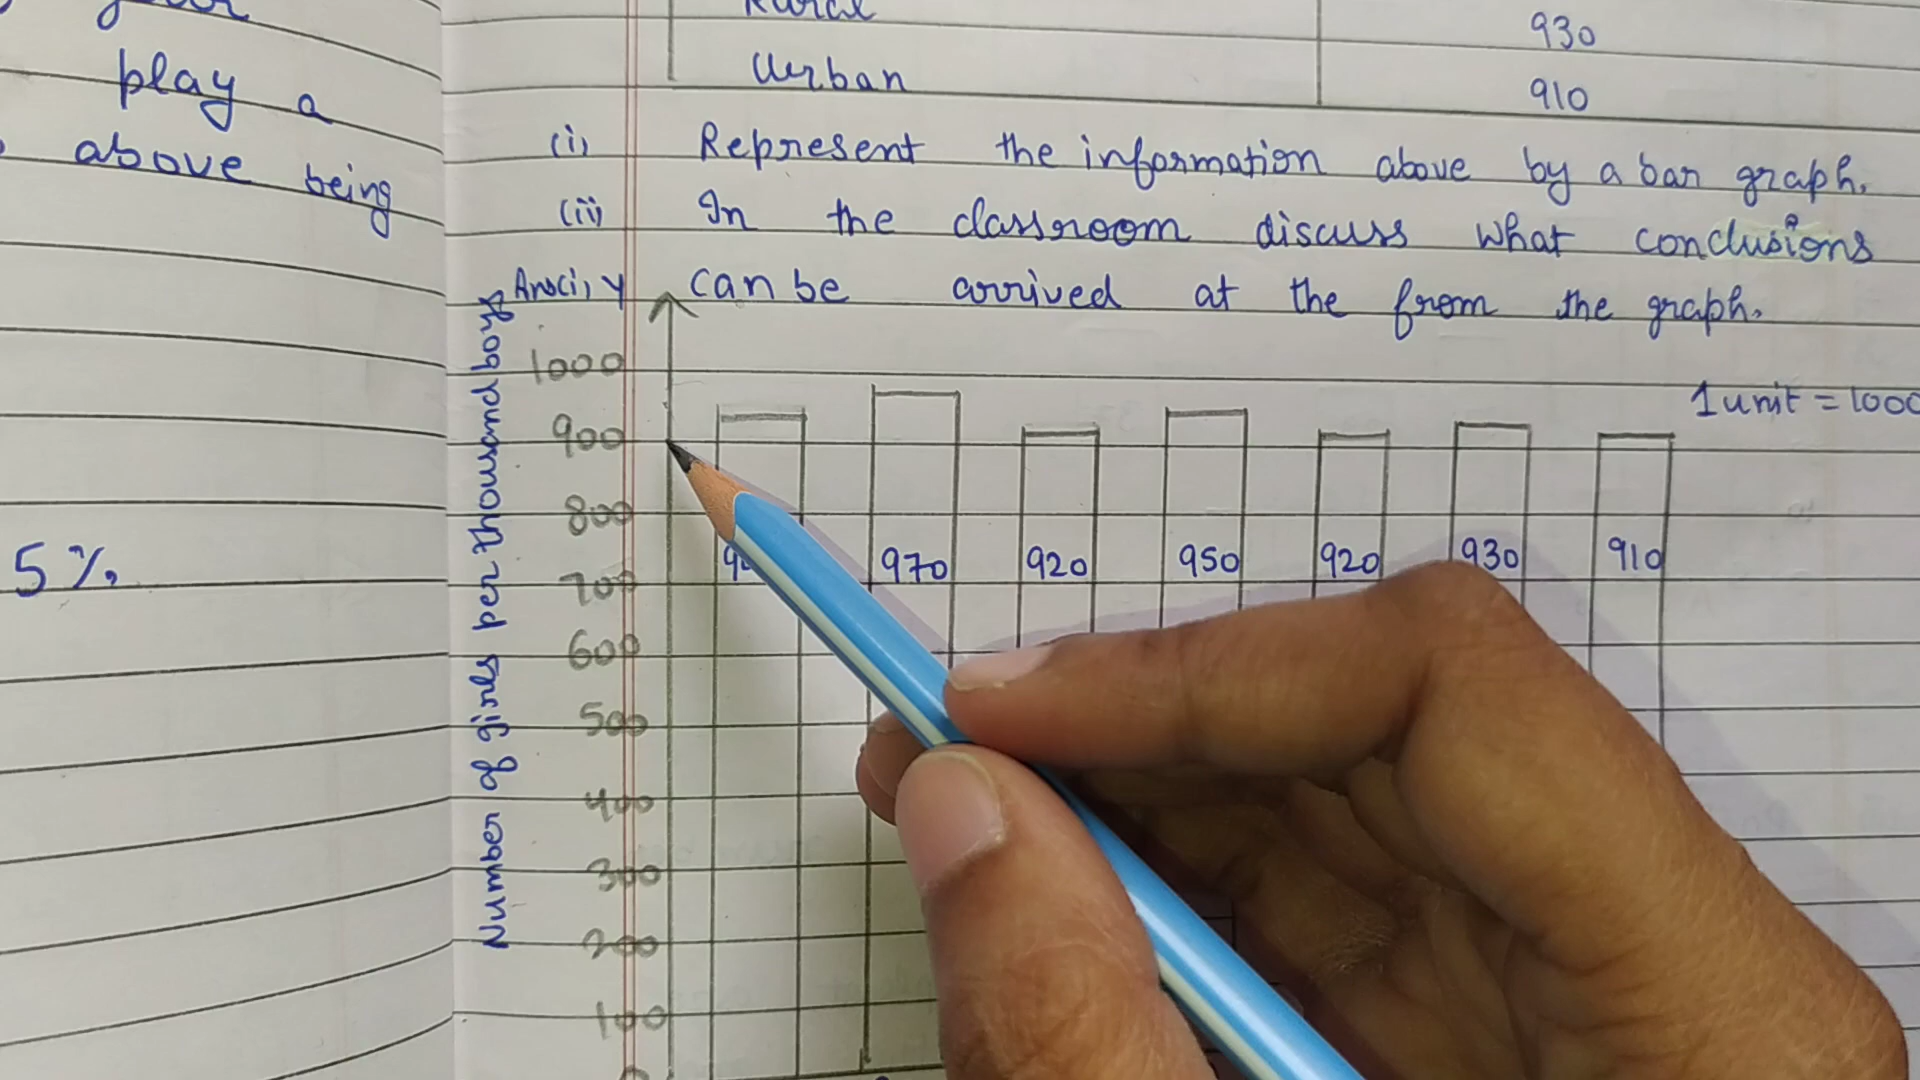 play a
above being
5%
Rural 930
Urban 910
(i) Represent the information above by a bar graph.
(ii) In the classroom discuss what conclusions
can be arrived at the from the graph.
Ans(i) Y
1000
900
800
700
600
500
400
300
200
100
Number of girls per thousand boys
1 unit = 100
970 920 950 920 930 910